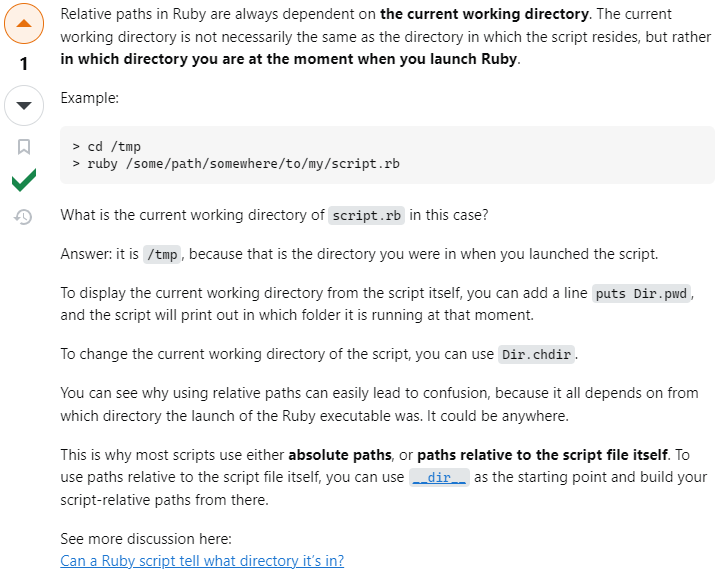 Relative paths in Ruby are always dependent on the current working directory. The current
working directory is not necessarily the same as the directory in which the script resides, but rather
in which directory you are at the moment when you launch Ruby.
1
Example:
> cd /tmp
> ruby /some/path/somewhere/to/my/script.rb
What is the current working directory of script.rb in this case?
Answer: it is /tmp, because that is the directory you were in when you launched the script.
To display the current working directory from the script itself, you can add a line puts Dir.pwd,
and the script will print out in which folder it is running at that moment.
To change the current working directory of the script, you can use Dir.chdir.
You can see why using relative paths can easily lead to confusion, because it all depends on from
which directory the launch of the Ruby executable was. It could be anywhere.
This is why most scripts use either absolute paths, or paths relative to the script file itself. To
use paths relative to the script file itself, you can use __dir__ as the starting point and build your
script-relative paths from there.
See more discussion here:
Can a Ruby script tell what directory it’s in?